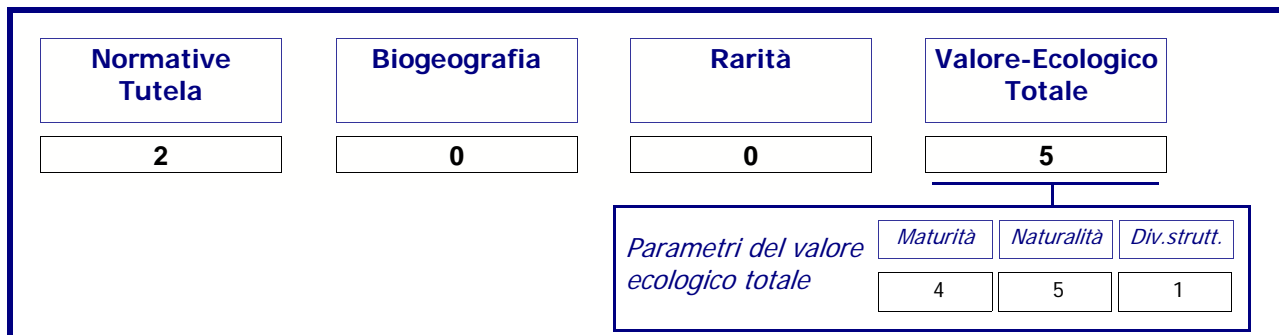 Normative
Tutela
Biogeografia
Rarità
Valore-Ecologico
Totale
2
0
0
5
Parametri del valore
ecologico totale
Maturità
Naturalità
Div.strutt.
4
5
1